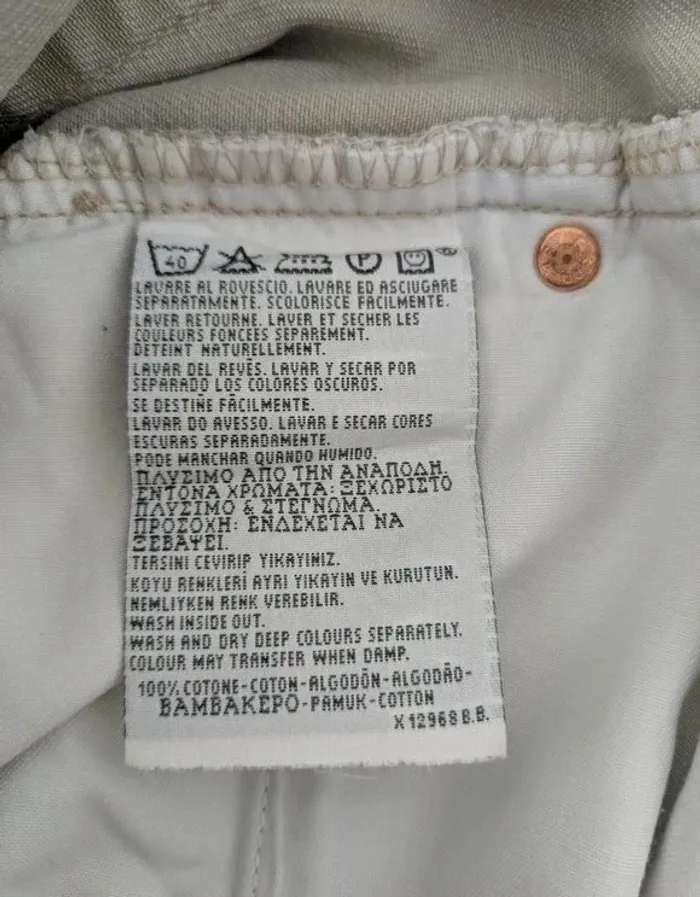 40 P ®
LAVARE AL ROVESCIO. LAVARE ED ASCIUGARE
SEPARATAMENTE. SCOLORISCE FACILMENTE.
LAVER RETOURNE. LAVER ET SECHER LES
COULEURS FONCEES SEPAREMENT.
DETEINT NATURELLEMENT.
LAVAR DEL REVÉS. LAVAR Y SECAR POR
SEPARADO LOS COLORES OSCUROS.
SE DESTIÑE FÁCILMENTE.
LAVAR DO AVESSO. LAVAR E SECAR CORES
ESCURAS SEPARADAMENTE.
PODE MANCHAR QUANDO HUMIDO.
ΠΛΥΣΙΜΟ ΑΠΟ ΤΗΝ ΑΝΑΠΟΔΗ.
ΕΝΤΟΝΑ ΧΡΩΜΑΤΑ: ΞΕΧΩΡΙΣΤΟ
ΠΛΥΣΙΜΟ & ΣΤΕΓΝΩΜΑ.
ΠΡΟΣΟΧΗ: ΕΝΔΕΧΕΤΑΙ ΝΑ
ΞΕΒΑΨΕΙ.
TERSINI CEVIRIP YIKAYINIZ.
KOYU RENKLERİ AYRI YIKAYIN VE KURUTUN.
NEMLIYKEN RENK VEREBILIR.
WASH INSIDE OUT.
WASH AND DRY DEEP COLOURS SEPARATELY.
COLOUR MAY TRANSFER WHEN DAMP.
100% COTONE-COTON-ALGODÓN-ALGODÃO-
ΒΑΜΒΑΚΕΡΟ-PAMUK-COTTON
X 12968 B.B.